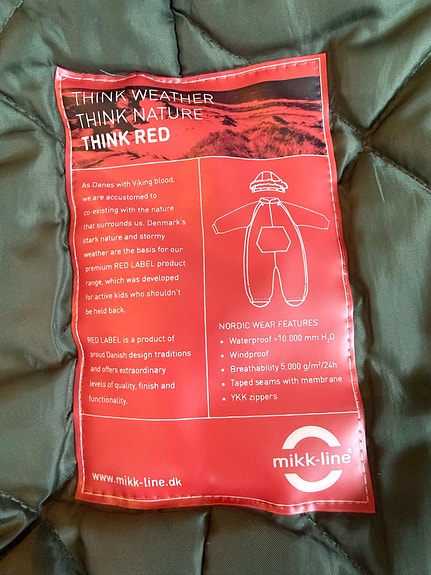 THINK WEATHER
THINK NATURE
THINK RED
As Danes with Viking blood,
we are accustomed to
co-existing with the nature
that surrounds us. Denmark's
stark nature and stormy
weather are the basis for our
premium RED LABEL product
range, which was developed
for active kids who shouldn't
be held back.
RED LABEL is a product of
proud Danish design traditions
and offers extraordinary
levels of quality, finish and
functionality.
NORDIC WEAR FEATURES
• Waterproof >10.000 mm H₂O
• Windproof
• Breathability 5,000 g/m²/24h
• Taped seams with membrane
• YKK zippers
www.mikk-line.dk
mikk-line®